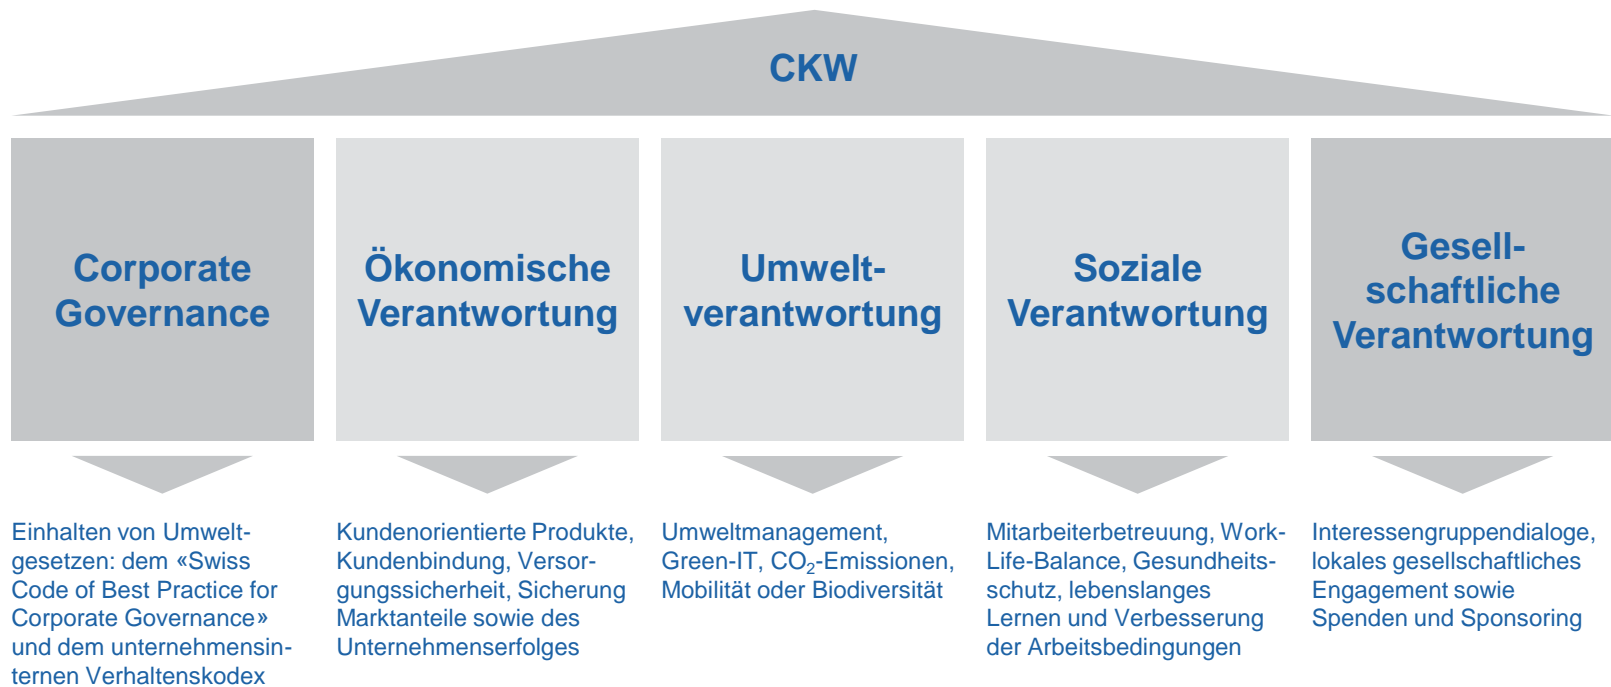 CKW
Corporate
Governance
Ökonomische
Verantwortung
Umwelt-
verantwortung
Soziale
Verantwortung
Gesell-
schaftliche
Verantwortung
Einhalten von Umwelt-
gesetzen: dem «Swiss
Code of Best Practice for
Corporate Governance»
und dem unternehmensin-
ternen Verhaltenskodex
Kundenorientierte Produkte,
Kundenbindung, Versor-
gungssicherheit, Sicherung
Marktanteile sowie des
Unternehmenserfolges
Umweltmanagement,
Green-IT, CO₂-Emissionen,
Mobilität oder Biodiversität
Mitarbeiterbetreuung, Work-
Life-Balance, Gesundheits-
schutz, lebenslanges
Lernen und Verbesserung
der Arbeitsbedingungen
Interessengruppendialoge,
lokales gesellschaftliches
Engagement sowie
Spenden und Sponsoring